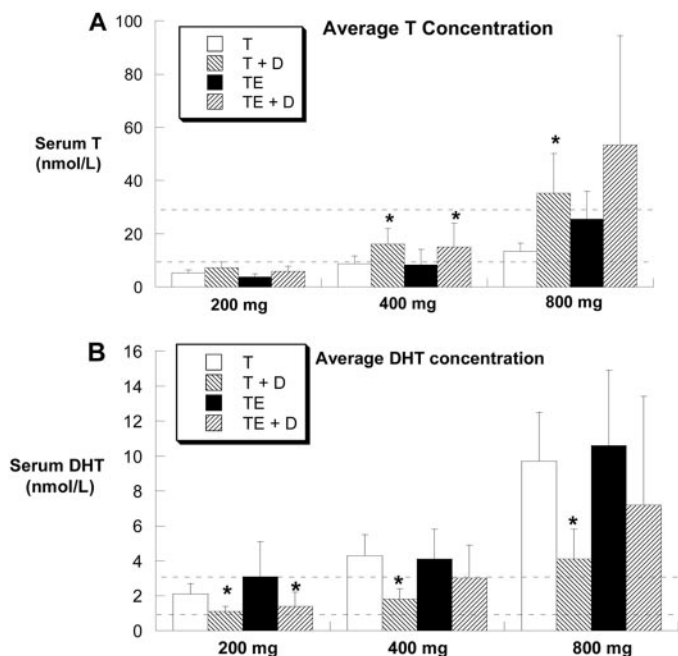 A
Average T Concentration
T
T + D
TE
TE + D
Serum T
(nmol/L)
100
80
60
40
20
0
*
*
*
200 mg
400 mg
800 mg
B
Average DHT concentration
T
T + D
TE
TE + D
Serum DHT
(nmol/L)
16
14
12
10
8
6
4
2
0
*
*
*
*
200 mg
400 mg
800 mg